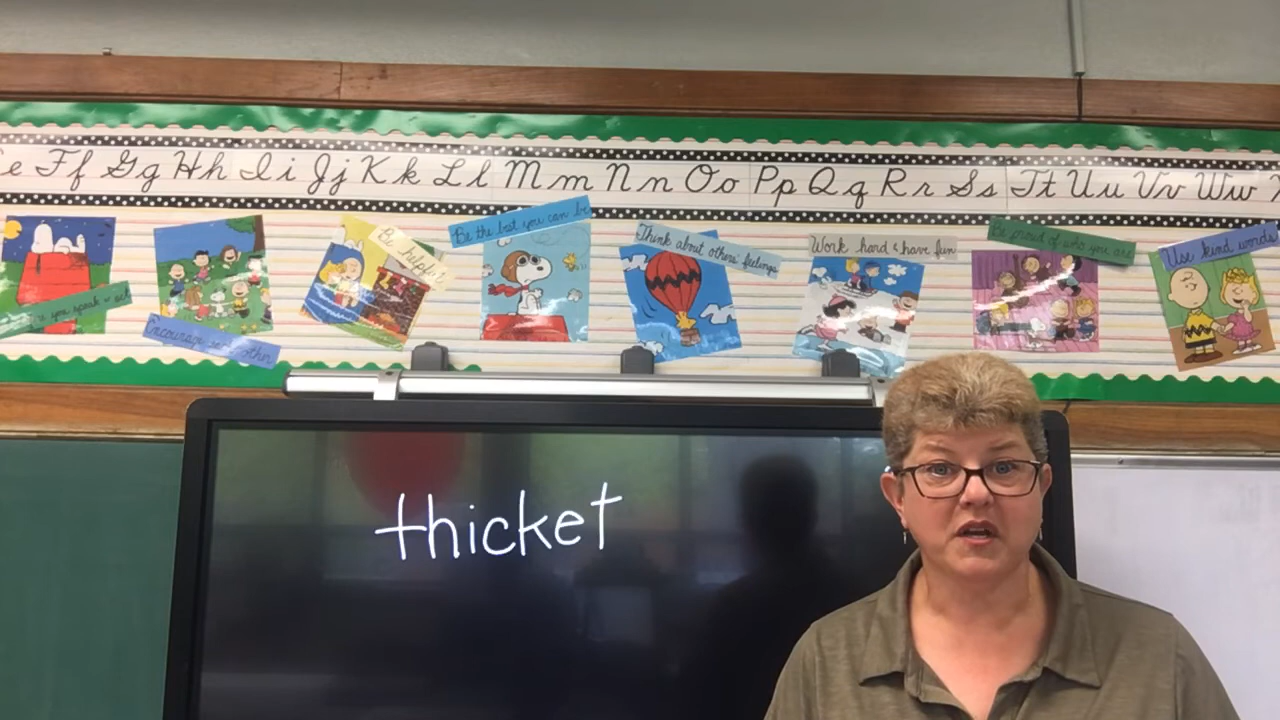 e Ff Gg Hh Ii Jj Kk Ll Mm Nn Oo Pp Qq Rr Ss Tt Uu Vv Ww
Be the best you can be
Think about others' feelings
Work hard & have fun
Be proud of who you are
Use kind words
Be helpful
you speak
Encourage
thicket